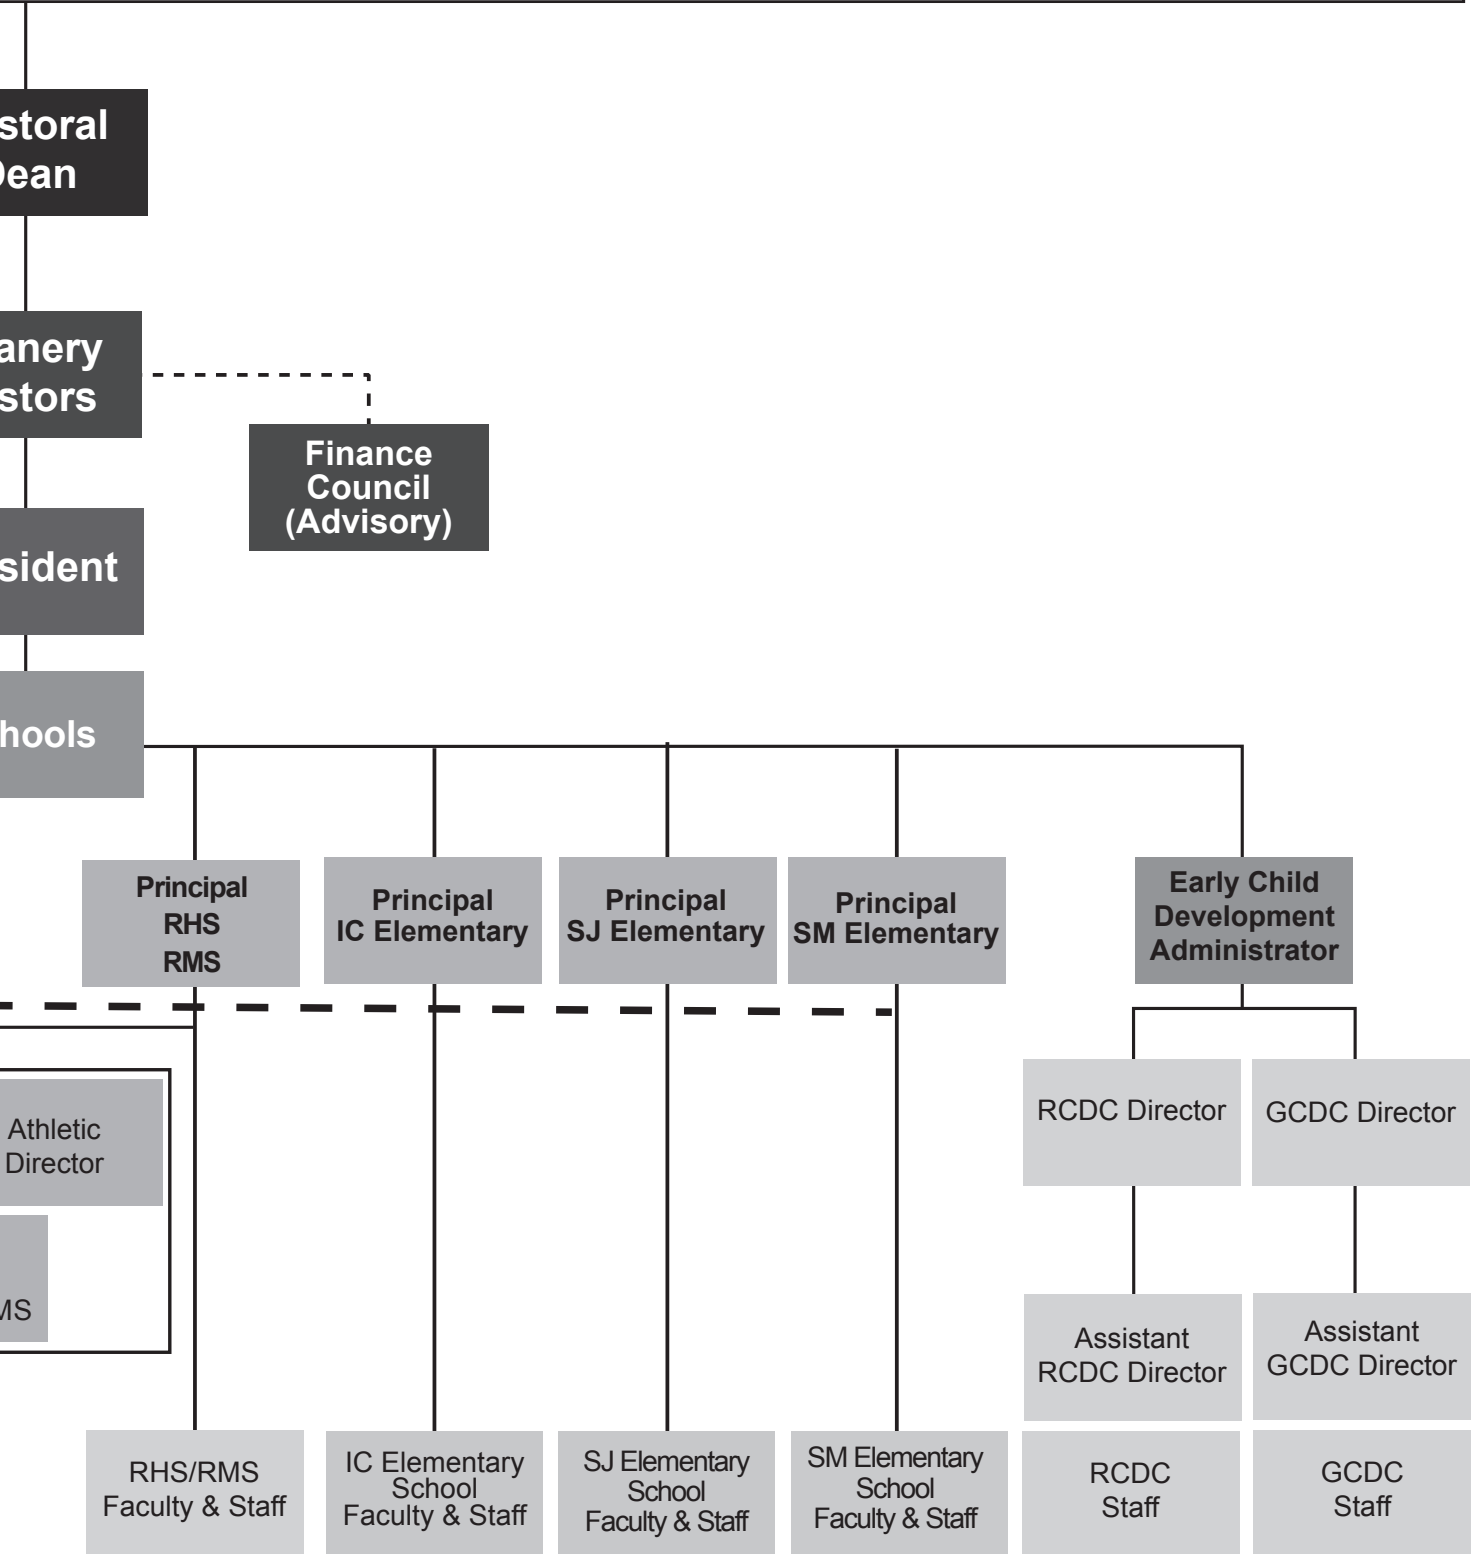 storal
Dean
anery
stors
Finance
Council
(Advisory)
sident
hools
Principal
RHS
RMS
Principal
IC Elementary
Principal
SJ Elementary
Principal
SM Elementary
Early Child
Development
Administrator
Athletic
Director
MS
RCDC Director
GCDC Director
Assistant
RCDC Director
Assistant
GCDC Director
RHS/RMS
Faculty & Staff
IC Elementary
School
Faculty & Staff
SJ Elementary
School
Faculty & Staff
SM Elementary
School
Faculty & Staff
RCDC
Staff
GCDC
Staff